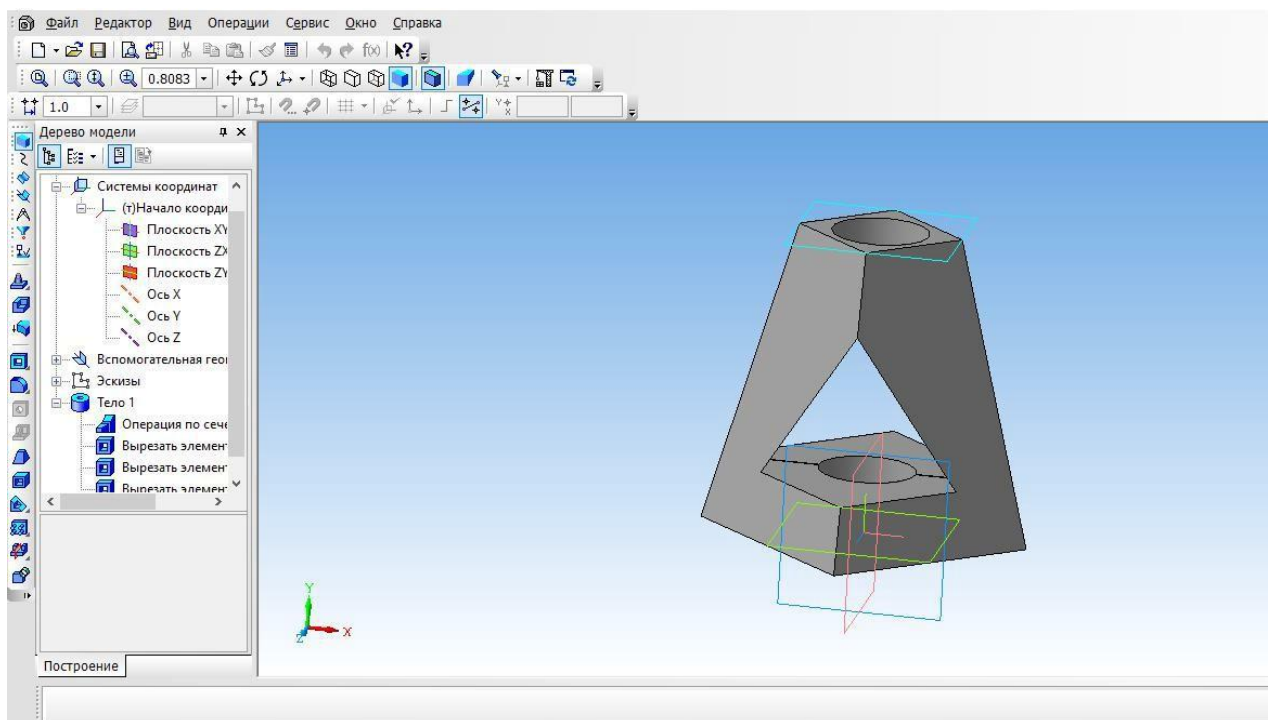 Файл Редактор Вид Операции Сервис Окно Справка
f(x)
0.8083
1.0
Дерево модели
Системы координат
(т)Начало коорди
Плоскость XY
Плоскость ZX
Плоскость ZY
Ось X
Ось Y
Ось Z
Вспомогательная геом
Эскизы
Тело 1
Операция по сече
Вырезать элемент
Вырезать элемент
Вырезать элемент
Построение
Y
X
Z